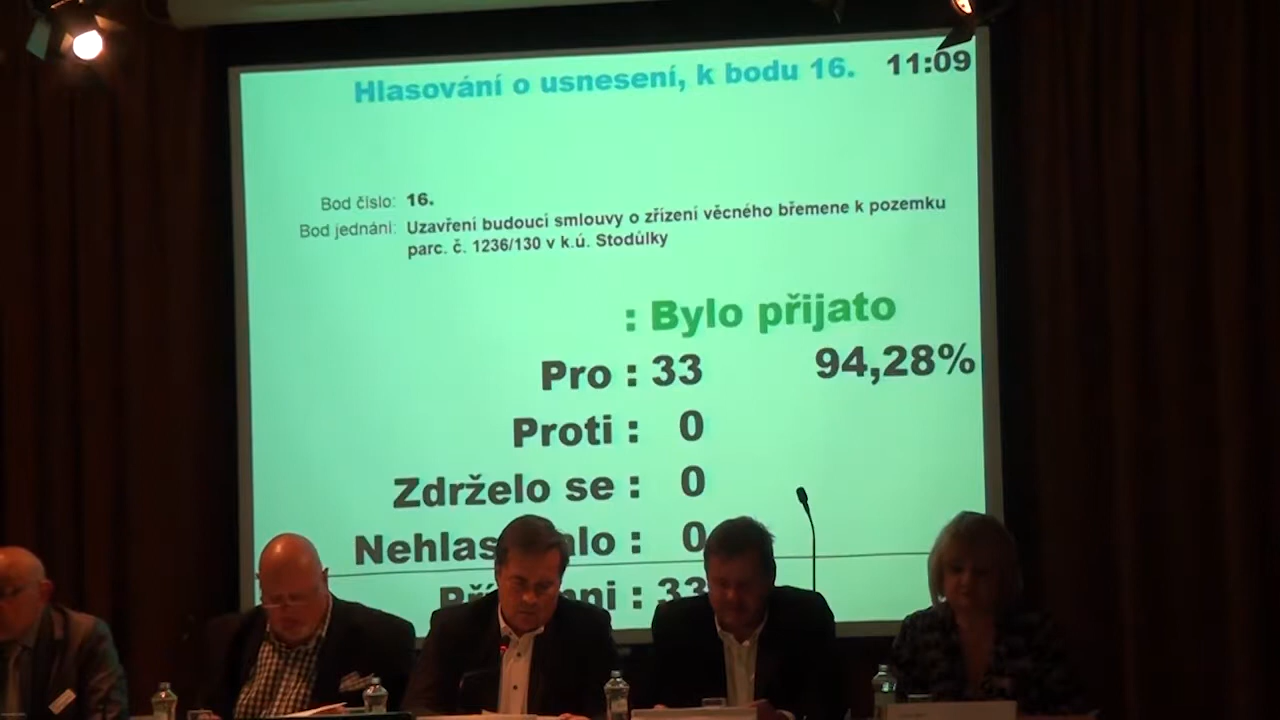 Hlasování o usnesení, k bodu 16. 11:09
Bod číslo: 16.
Bod jednání: Uzavření budoucí smlouvy o zřízení věcného břemene k pozemku
parc. č. 1236/130 v k.ú. Stodůlky
: Bylo přijato
Pro : 33 94,28%
Proti : 0
Zdrželo se : 0
: 0
: 33